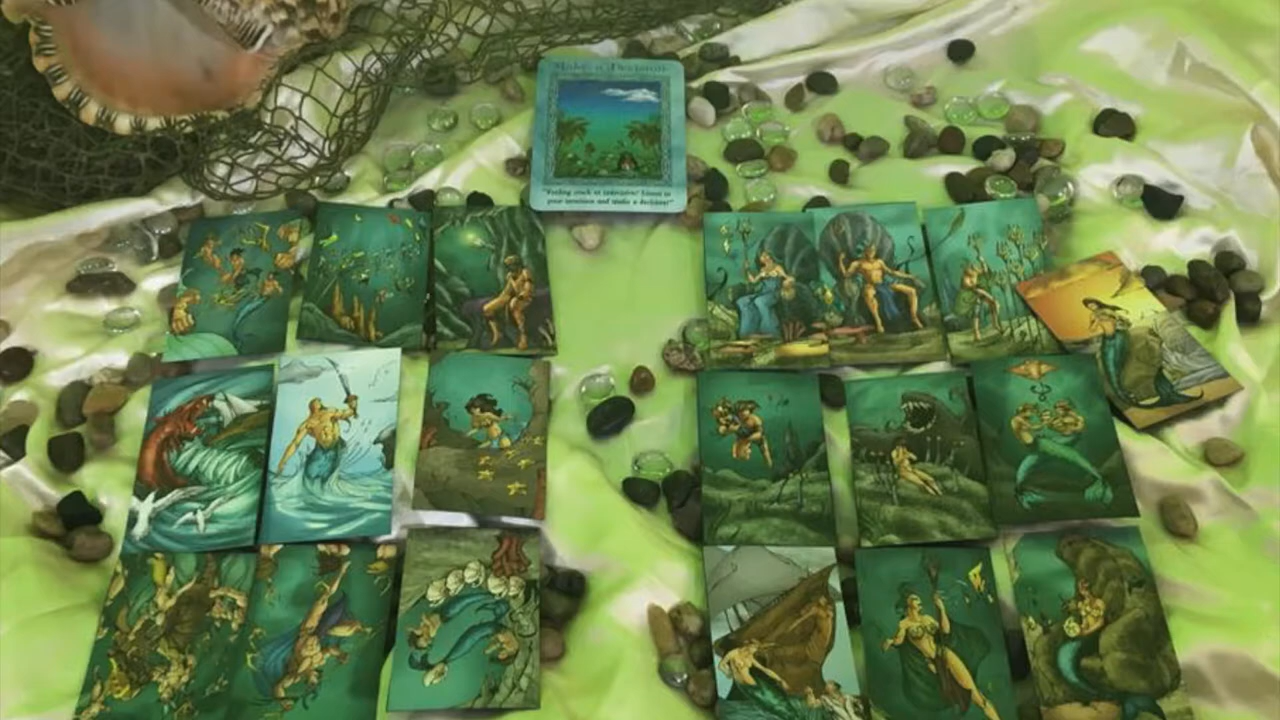 Make a Decision
"Feeling stuck or indecisive? Listen to
your intuition and make a decision!"